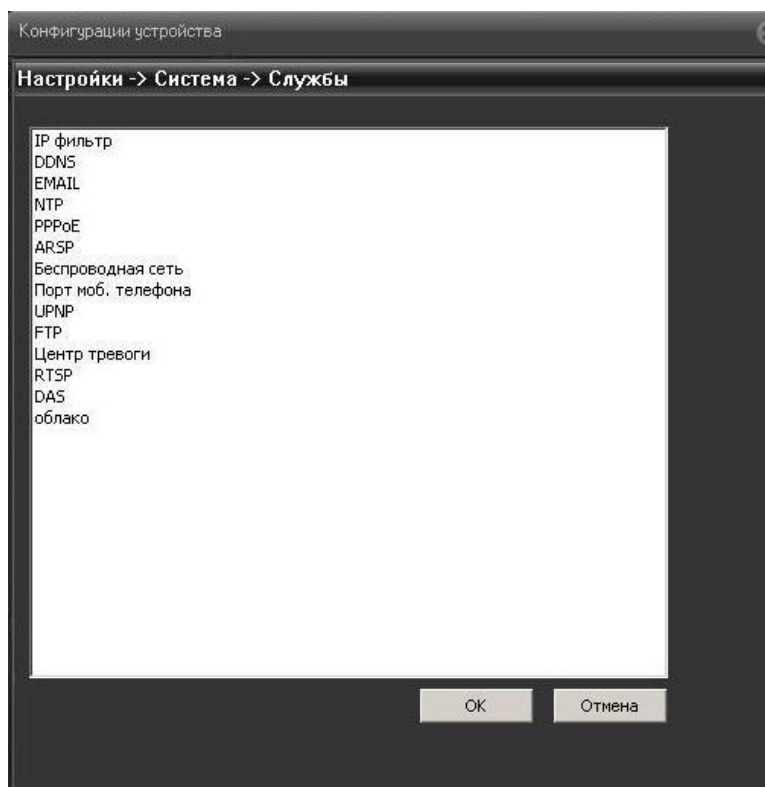 Конфигурации устройства
Настройки -> Система -> Службы
IP фильтр
DDNS
EMAIL
NTP
PPPoE
ARSP
Беспроводная сеть
Порт моб. телефона
UPNP
FTP
Центр тревоги
RTSP
DAS
облако
OK
Отмена